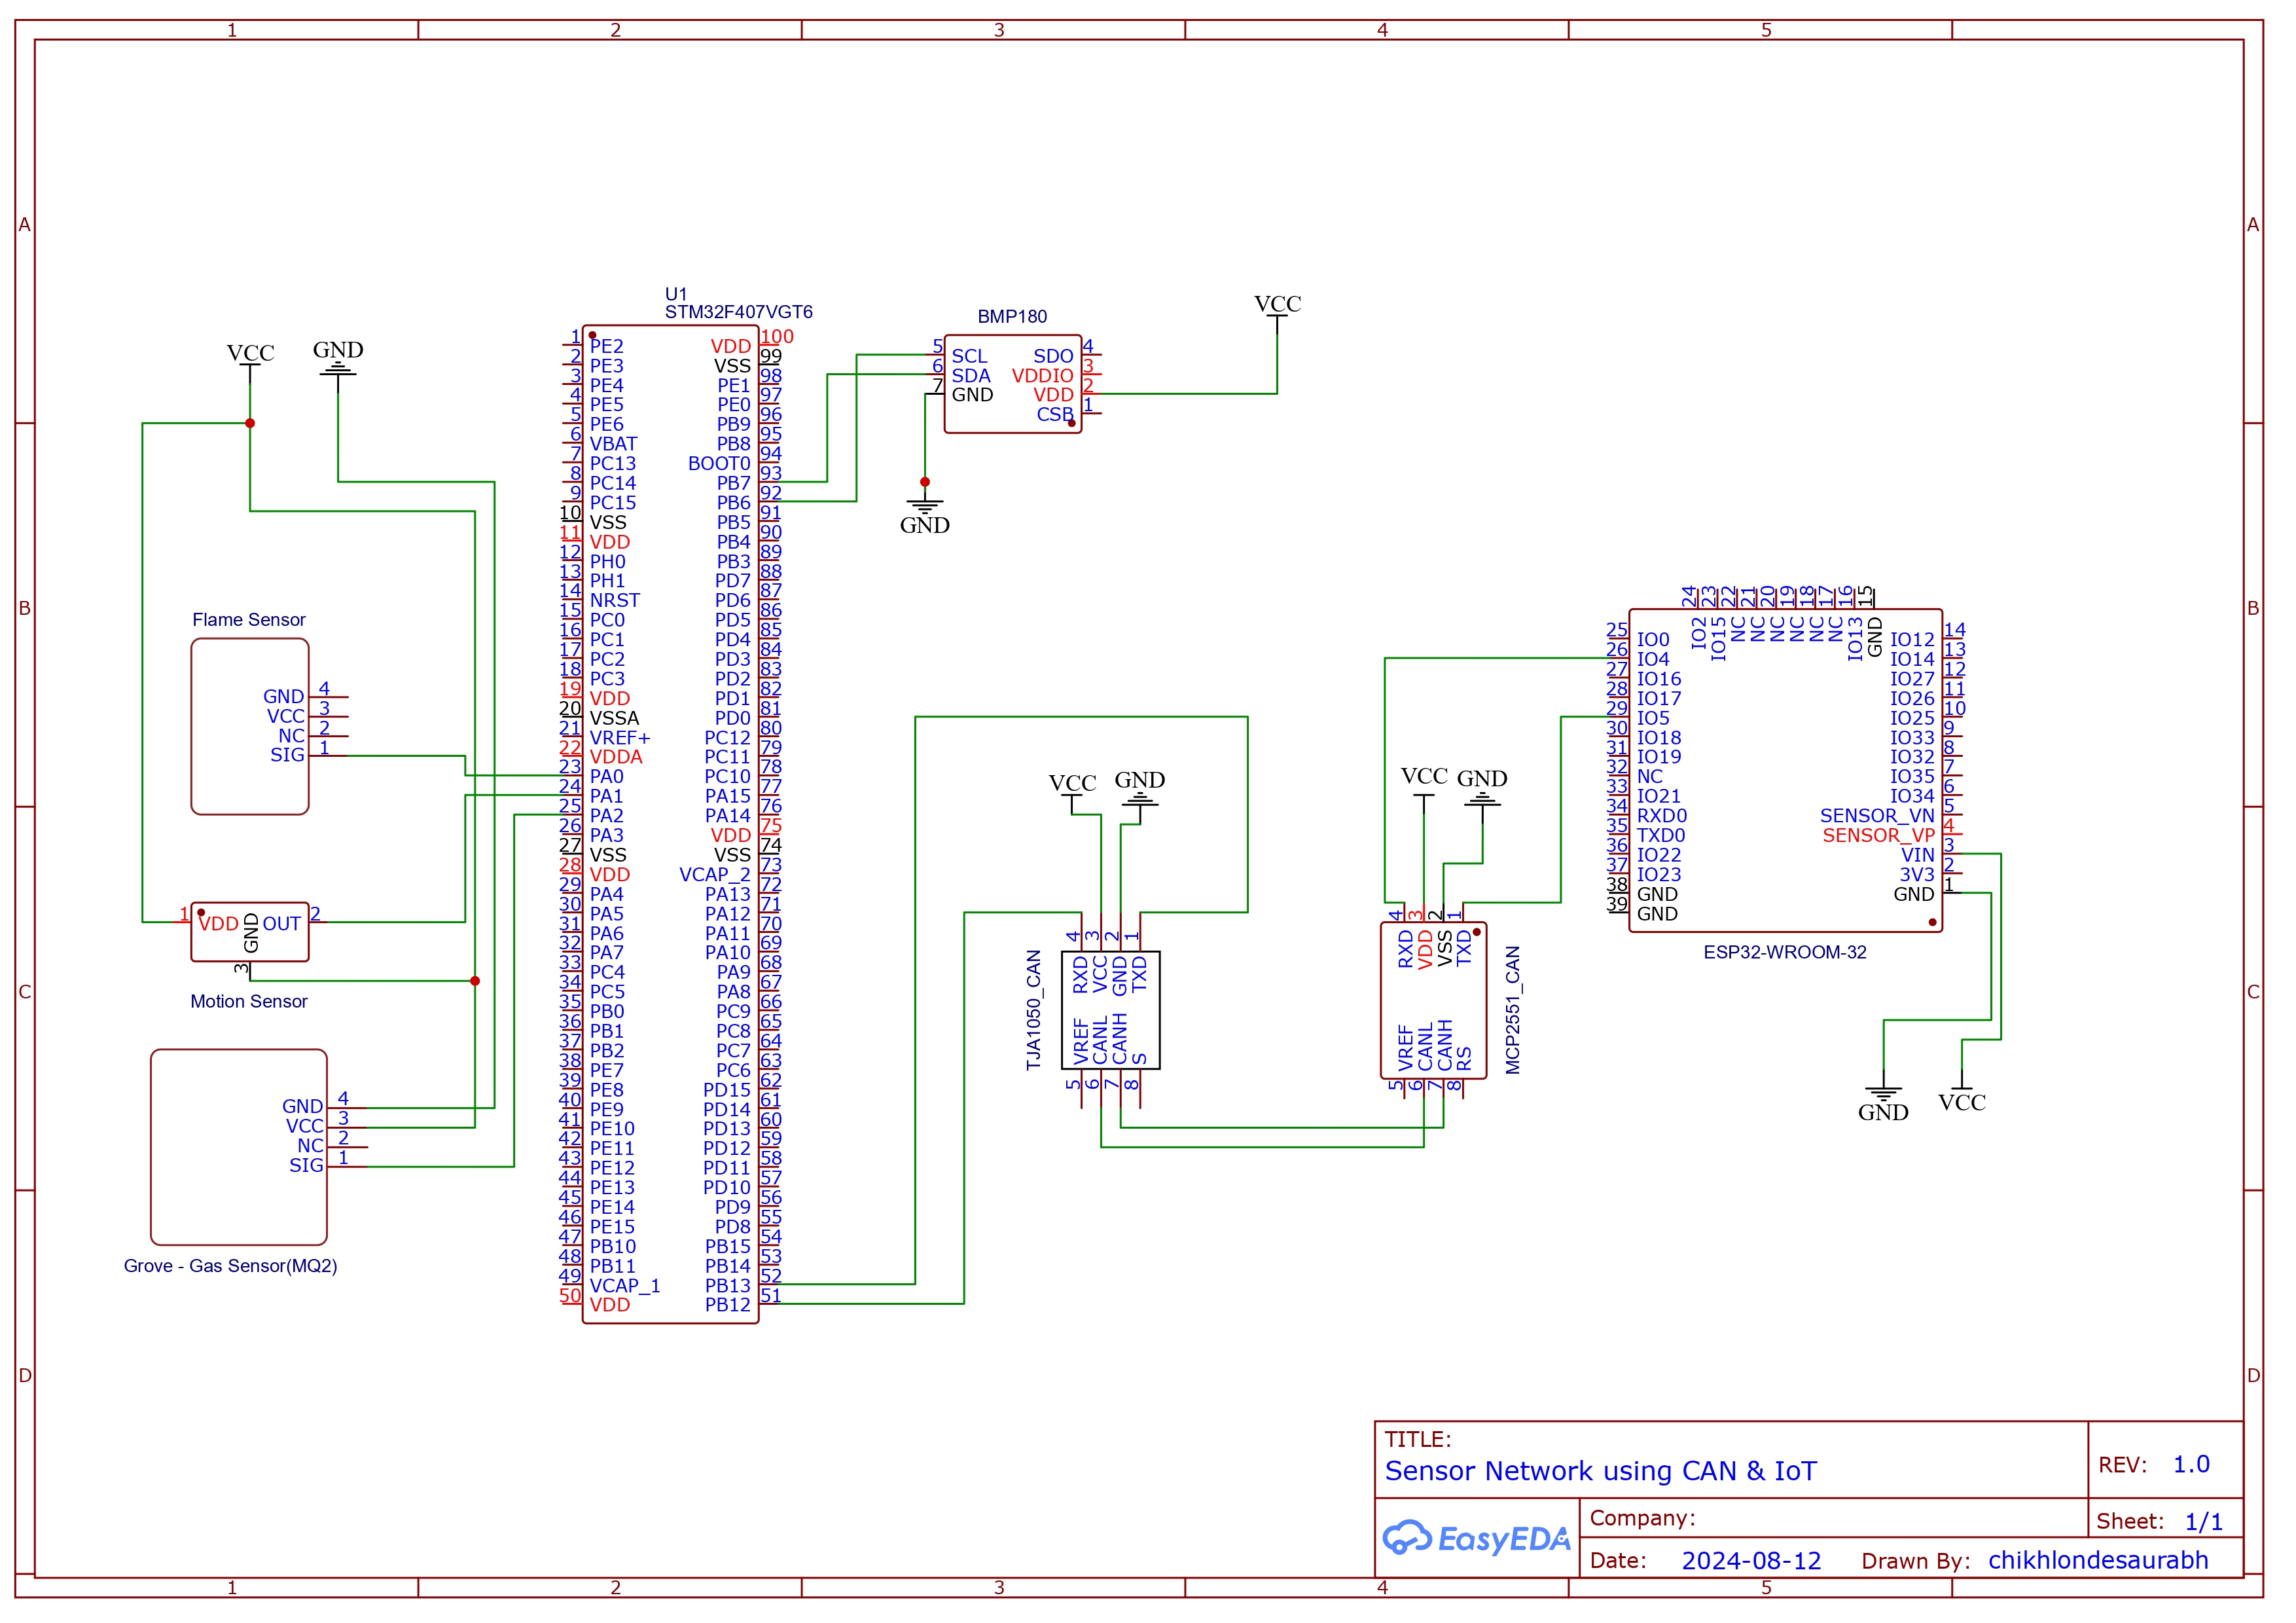 1 2 3 4 5
A A
B B
C C
D D
1 2 3 4 5
VCC
GND
Flame Sensor
GND 4
VCC 3
NC 2
SIG 1
1 VDD GND OUT 2
3
Motion Sensor
GND 4
VCC 3
NC 2
SIG 1
Grove - Gas Sensor(MQ2)
U1
STM32F407VGT6
1 PE2 VDD 100
2 PE3 VSS 99
3 PE4 PE1 98
4 PE5 PE0 97
5 PE6 PB9 96
6 VBAT PB8 95
7 PC13 BOOT0 94
8 PC14 PB7 93
9 PC15 PB6 92
10 VSS PB5 91
11 VDD PB4 90
12 PH0 PB3 89
13 PH1 PD7 88
14 NRST PD6 87
15 PC0 PD5 86
16 PC1 PD4 85
17 PC2 PD3 84
18 PC3 PD2 83
19 VDD PD1 82
20 VSSA PD0 81
21 VREF+ PC12 80
22 VDDA PC11 79
23 PA0 PC10 78
24 PA1 PA15 77
25 PA2 PA14 76
26 PA3 VDD 75
27 VSS VSS 74
28 VDD VCAP_2 73
29 PA4 PA13 72
30 PA5 PA12 71
31 PA6 PA11 70
32 PA7 PA10 69
33 PC4 PA9 68
34 PC5 PA8 67
35 PB0 PC9 66
36 PB1 PC8 65
37 PB2 PC7 64
38 PE7 PC6 63
39 PE8 PD15 62
40 PE9 PD14 61
41 PE10 PD13 60
42 PE11 PD12 59
43 PE12 PD11 58
44 PE13 PD10 57
45 PE14 PD9 56
46 PE15 PD8 55
47 PB10 PB15 54
48 PB11 PB14 53
49 VCAP_1 PB13 52
50 VDD PB12 51
BMP180
5 SCL SDO 4
6 SDA VDDIO 3
7 GND VDD 2
CSB 1
VCC
GND
VCC GND
TJA1050_CAN
4 3 2 1
RXD VCC GND TXD
VREF CANL CANH S
5 6 7 8
VCC GND
4 3 2 1
RXD VDD VSS TXD
VREF CANL CANH RS
5 6 7 8
MCP2551_CAN
24 23 22 21 20 19 18 17 16 15
IO2 IO15 NC NC NC NC NC NC IO13 GND
25 IO0 IO12 14
26 IO4 IO14 13
27 IO16 IO27 12
28 IO17 IO26 11
29 IO5 IO25 10
30 IO18 IO33 9
31 IO19 IO32 8
32 NC IO35 7
33 IO21 IO34 6
34 RXD0 SENSOR_VN 5
35 TXD0 SENSOR_VP 4
36 IO22 VIN 3
37 IO23 3V3 2
38 GND GND 1
39 GND
ESP32-WROOM-32
GND VCC
TITLE:
Sensor Network using CAN & IoT
REV: 1.0
EasyEDA
Company:
Sheet: 1/1
Date: 2024-08-12 Drawn By: chikhlondesaurabh